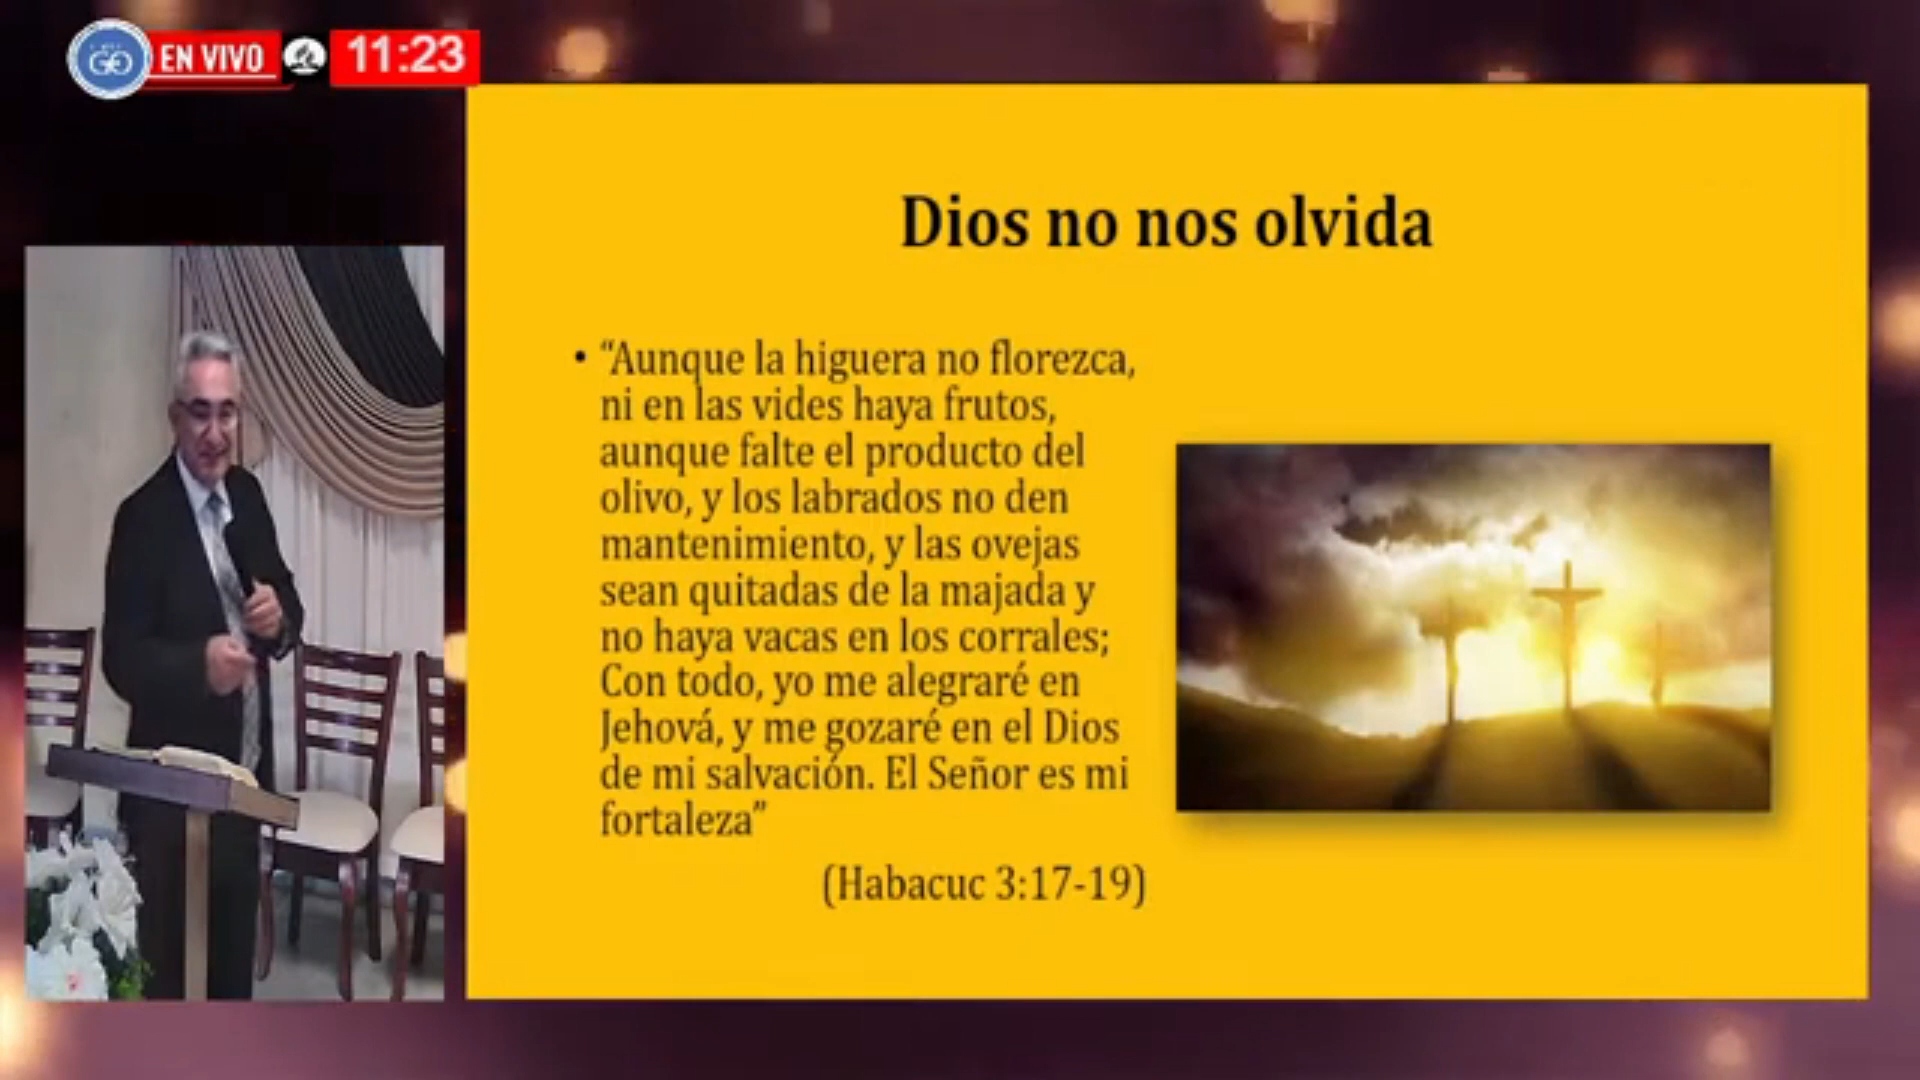 EN VIVO
11:23
Dios no nos olvida
• “Aunque la higuera no florezca,
ni en las vides haya frutos,
aunque falte el producto del
olivo, y los labrados no den
mantenimiento, y las ovejas
sean quitadas de la majada y
no haya vacas en los corrales;
Con todo, yo me alegraré en
Jehová, y me gozaré en el Dios
de mi salvación. El Señor es mi
fortaleza”
(Habacuc 3:17-19)